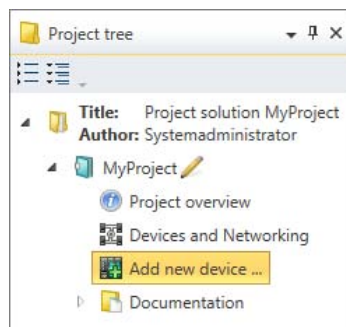 Project tree
Title: Project solution MyProject
Author: Systemadministrator
MyProject
Project overview
Devices and Networking
Add new device ...
Documentation